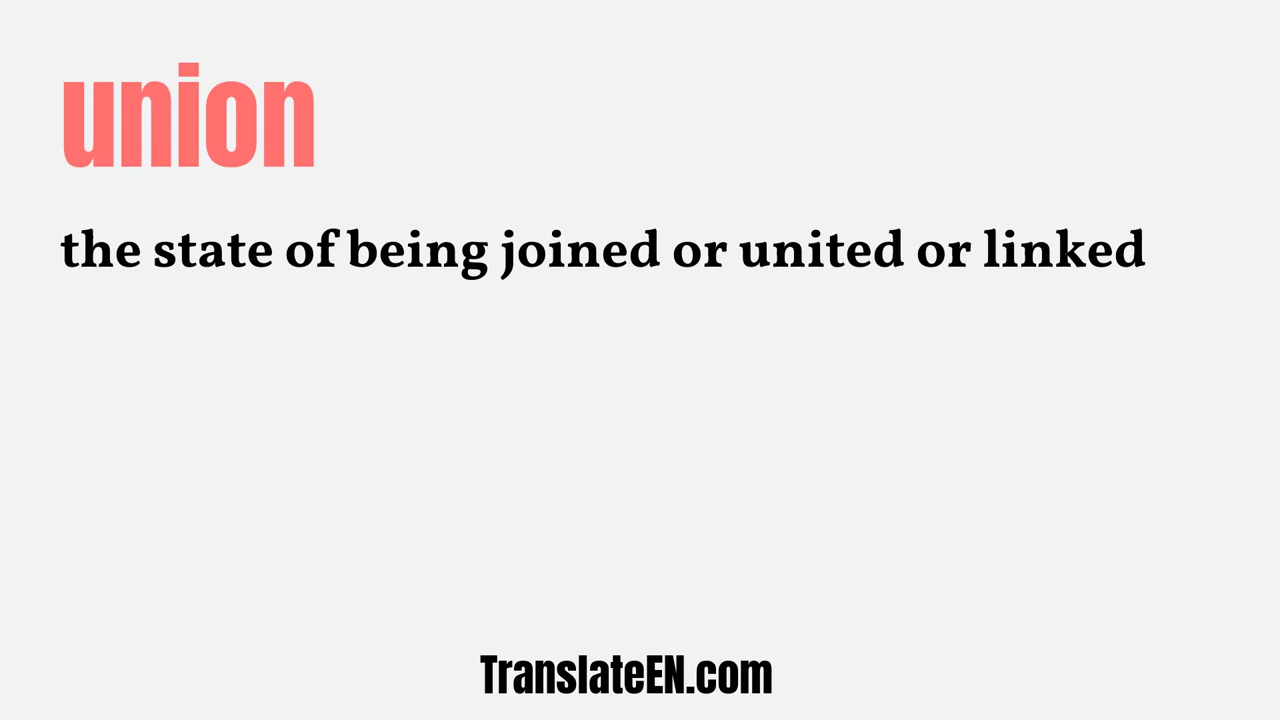 union
the state of being joined or united or linked
TranslateEN.com